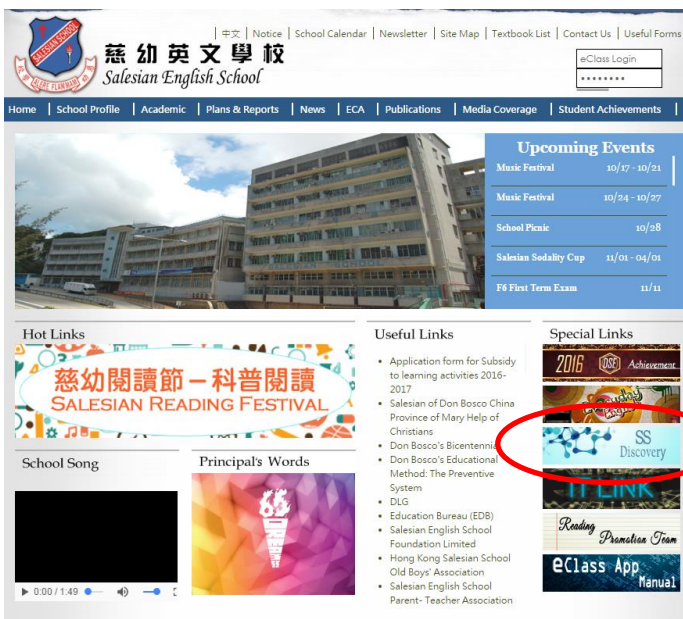 中文 | Notice | School Calendar | Newsletter | Site Map | Textbook List | Contact Us | Useful Forms
慈幼英文學校
Salesian English School
eClass Login
Home | School Profile | Academic | Plans & Reports | News | ECA | Publications | Media Coverage | Student Achievements |
Upcoming Events
Music Festival 10/17 - 10/21
Music Festival 10/24 - 10/27
School Picnic 10/28
Salesian Sodality Cup 11/01 - 04/01
F6 First Term Exam 11/11
Hot Links
慈幼閱讀節 – 科普閱讀
SALESIAN READING FESTIVAL
School Song
0:00 / 1:49
Principal's Words
Useful Links
Application form for Subsidy
to learning activities 2016-
2017
Salesian of Don Bosco China
Province of Mary Help of
Christians
Don Bosco's Bicentennia
Don Bosco's Educational
Method: The Preventive
System
DLG
Education Bureau (EDB)
Salesian English School
Foundation Limited
Hong Kong Salesian School
Old Boys' Association
Salesian English School
Parent- Teacher Association
Special Links
2016 DSE Achievement
SS
Discovery
IT LINK
Reading
Promotion Team
eClass App
Manual